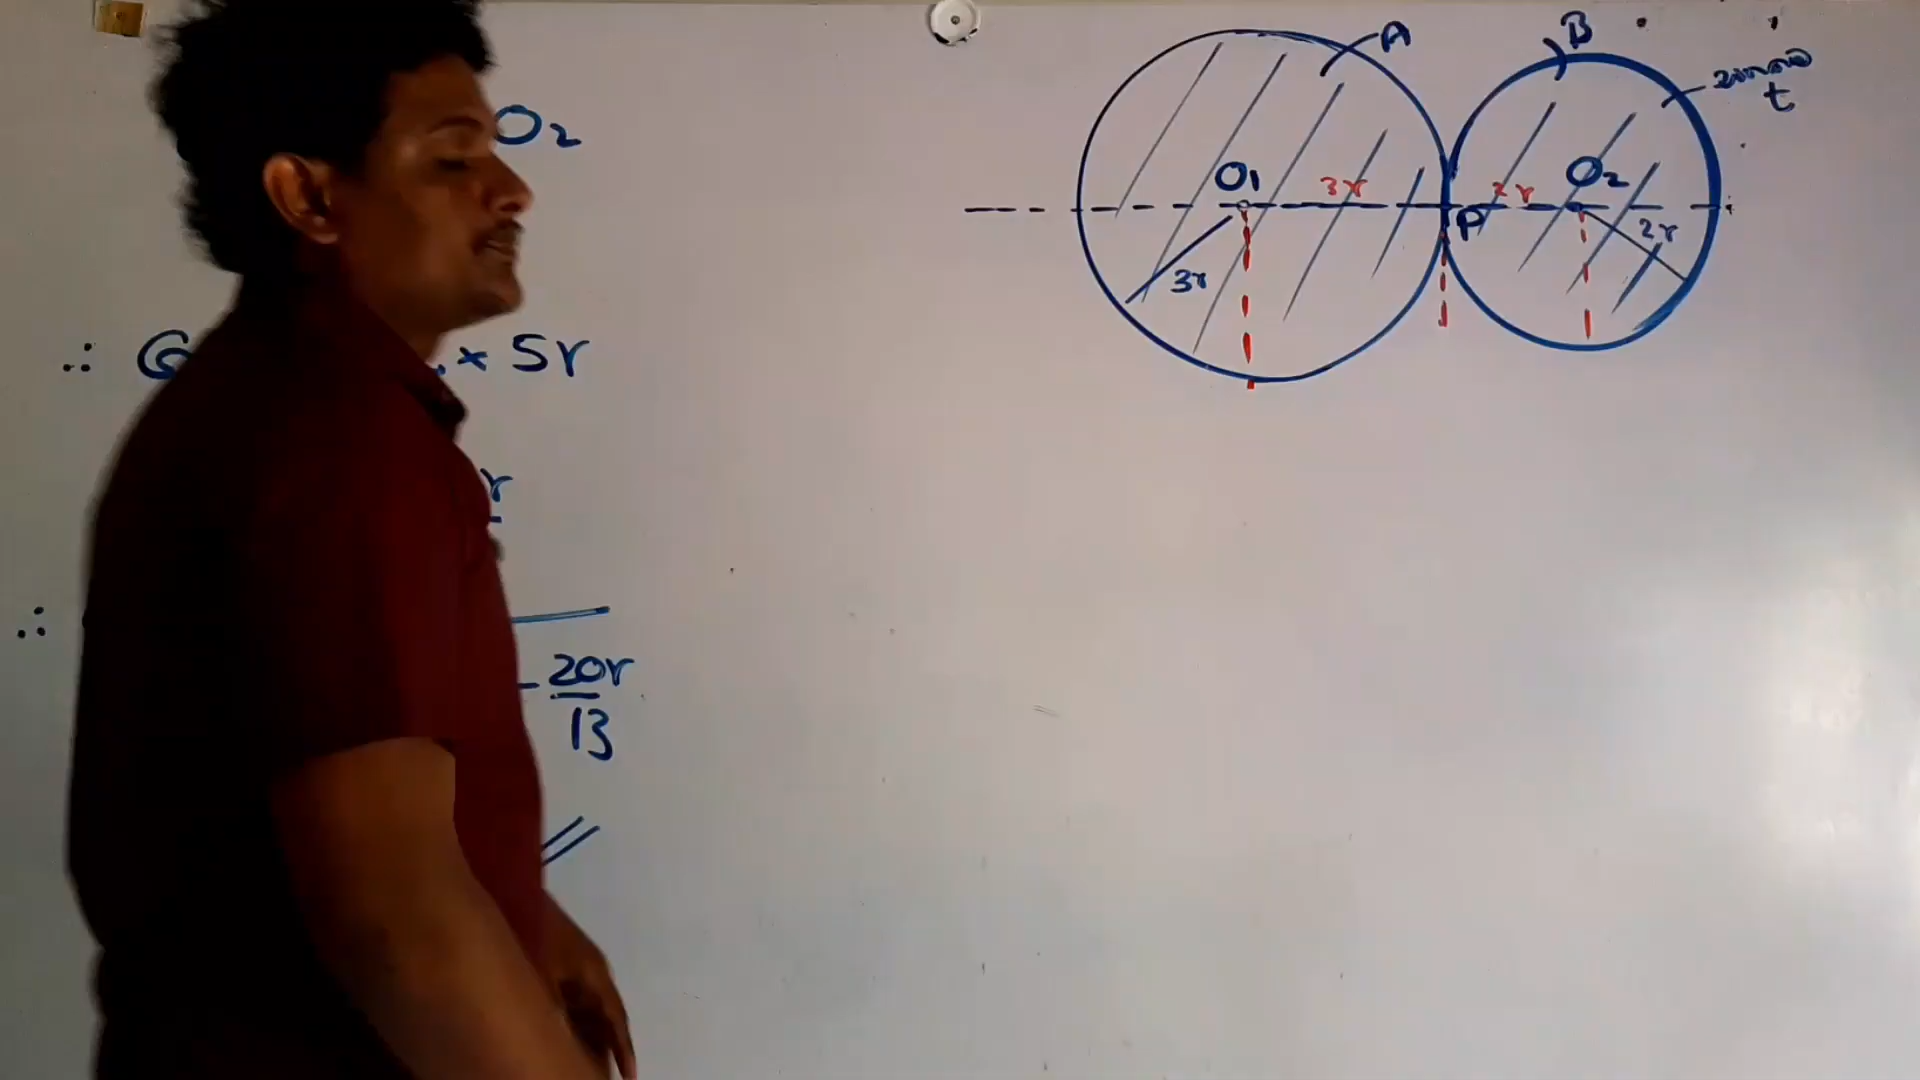 O₂
∴ G × 5r
r
∴
- 20r
13
A
B
t
O₁
3r
O₂
2r
P
3r
2r